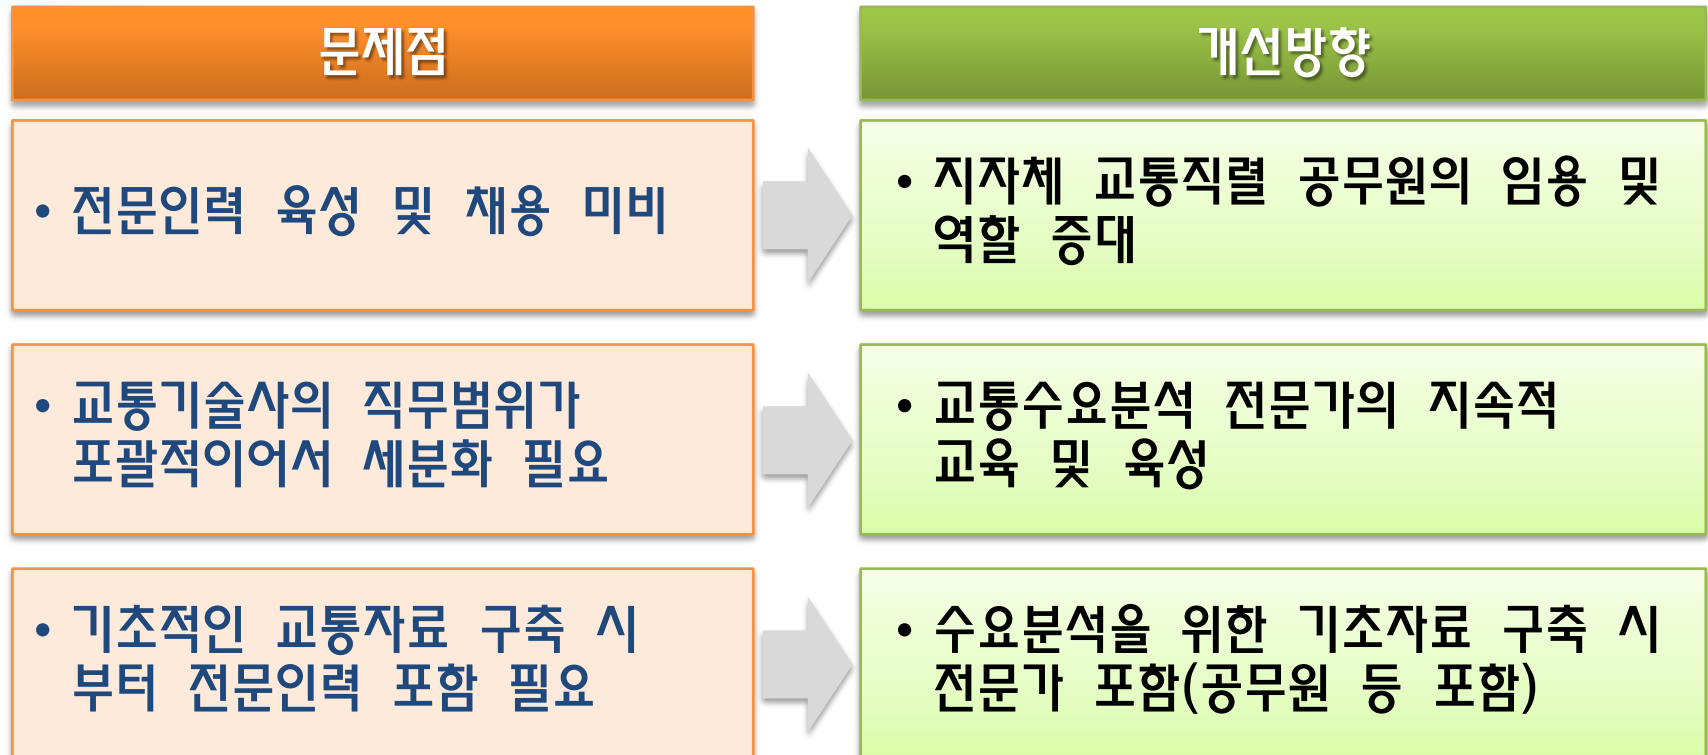 문제점
개선방향
• 전문인력 육성 및 채용 미비
• 지자체 교통직렬 공무원의 임용 및
역할 증대
• 교통기술사의 직무범위가
포괄적이어서 세분화 필요
• 교통수요분석 전문가의 지속적
교육 및 육성
• 기초적인 교통자료 구축 시
부터 전문인력 포함 필요
• 수요분석을 위한 기초자료 구축 시
전문가 포함(공무원 등 포함)